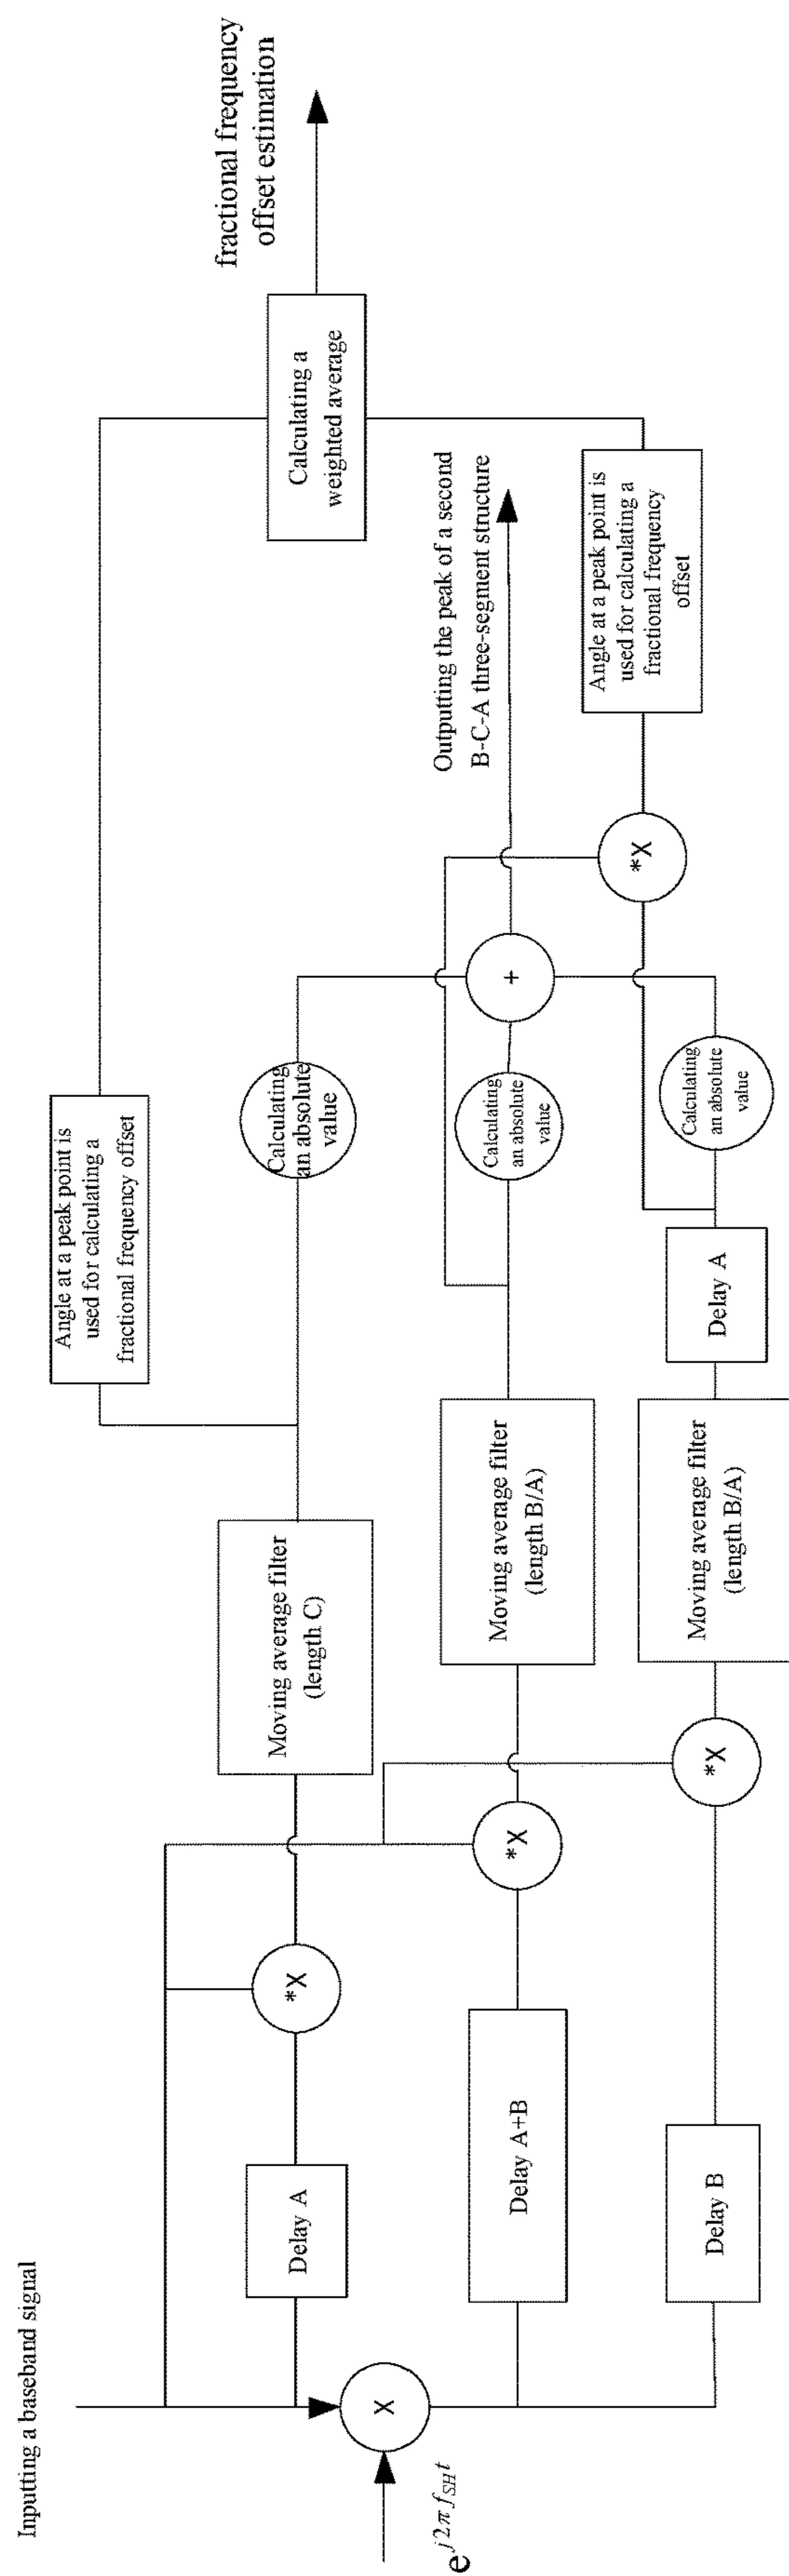 Inputting a baseband signal
e^{j2π f_{SH} t}
X
Delay A
Delay A+B
Delay B
*X
*X
*X
Moving average filter
(length C)
Moving average filter
(length B/A)
Moving average filter
(length B/A)
Delay A
Angle at a peak point is
used for calculating a
fractional frequency offset
Calculating
an absolute
value
Calculating
an absolute
value
Calculating
an absolute
value
+
*X
Outputting the peak of a second
B-C-A three-segment structure
Angle at a peak point is
used for calculating a
fractional frequency
offset
Calculating a
weighted average
fractional frequency
offset estimation